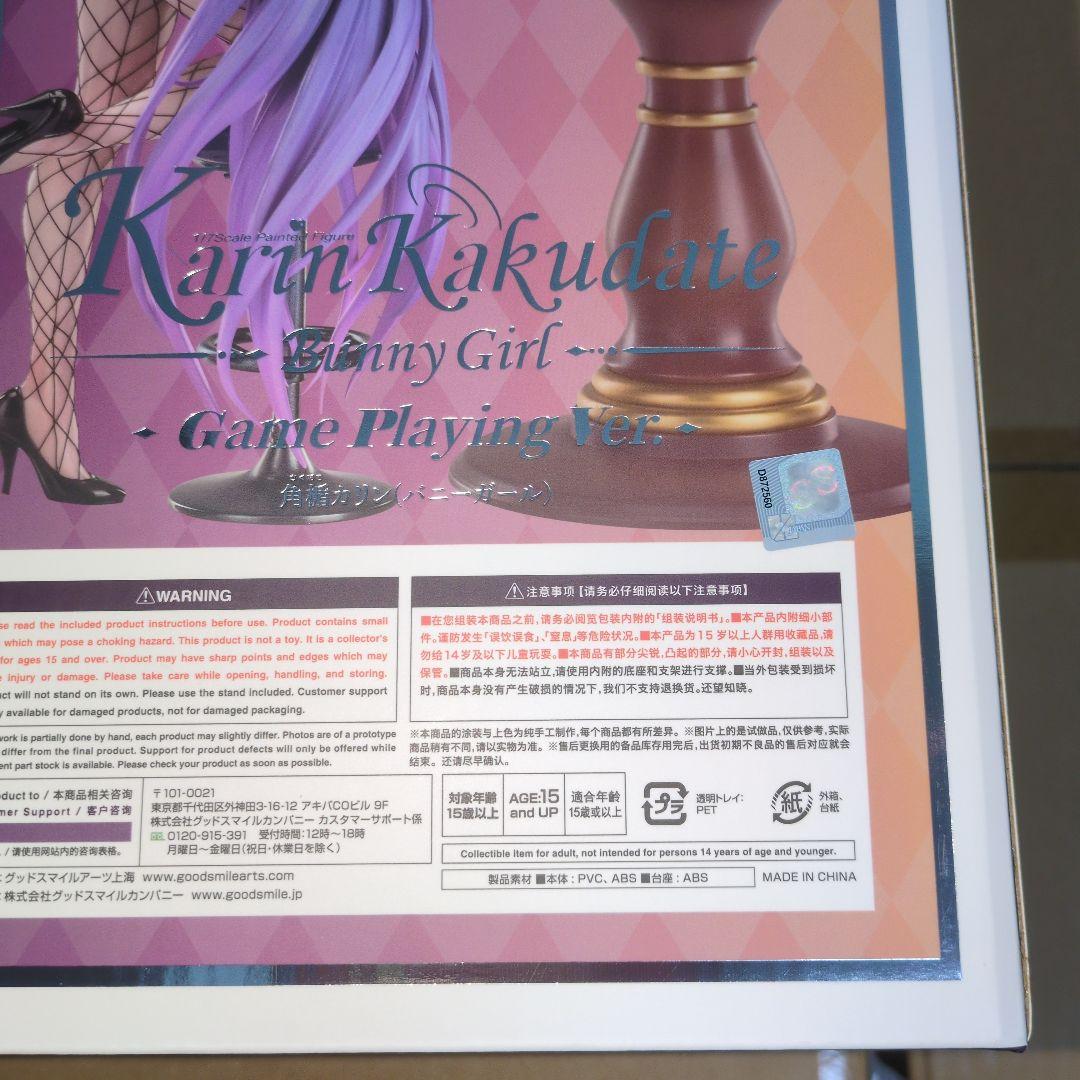 1/7Scale Painted Figure
Karin Kakudate
Bunny Girl
Game Playing Ver.
かくだて
角楯カリン(バニーガール)
D872560
WARNING
read the included product instructions before use. Product contains small
which may pose a choking hazard. This product is not a toy. It is a collector's
for ages 15 and over. Product may have sharp points and edges which may
injury or damage. Please take care while opening, handling, and storing.
will not stand on its own. Please use the stand included. Customer support
available for damaged products, not for damaged packaging.
is partially done by hand, each product may slightly differ. Photos are of a prototype
differ from the final product. Support for product defects will only be offered while
part stock is available. Please check your product as soon as possible.
注意事项【请务必仔细阅读以下注意事项】
■在您组装本商品之前,请务必阅览包装内附的「组装说明书」。■本产品内附细小部
件。谨防发生「误饮误食」、「窒息」等危险状况。■本产品为15岁以上人群用收藏品,请
勿给14岁及以下儿童玩耍。■本商品有部分尖锐,凸起的部分,请小心开封,组装以及
保管。■商品本身无法站立,请使用内附的底座和支架进行支撑。■当外包装受到损坏
时,商品本身没有产生破损的情况下,我们不支持退换货。还望知晓。
※本商品的涂装与上色为纯手工制作,每个商品都有所差异。※图片上的是试做品,仅供参考,实际
商品稍有不同,请以实物为准。※售后更换用的备品库存用完后,出货初期不良品的售后对应就会
结束。还请尽早确认。
to / 本商品相关咨询
Support / 客户咨询
/ 请使用网站内的咨询表格。
〒101-0021
東京都千代田区外神田3-16-12 アキバCOビル 9F
株式会社グッドスマイルカンパニー カスタマーサポート係
0120-915-391 受付時間:12時~18時
月曜日~金曜日(祝日・休業日を除く)
: グッドスマイルアーツ上海 www.goodsmilearts.com
: 株式会社グッドスマイルカンパニー www.goodsmile.jp
対象年齢
15歳以上
AGE:15
and UP
適合年齡
15歲或以上
プラ
透明トレイ:
PET
紙
外箱、
台紙
Collectible item for adult, not intended for persons 14 years of age and younger.
製品素材 ■本体:PVC、ABS ■台座:ABS
MADE IN CHINA